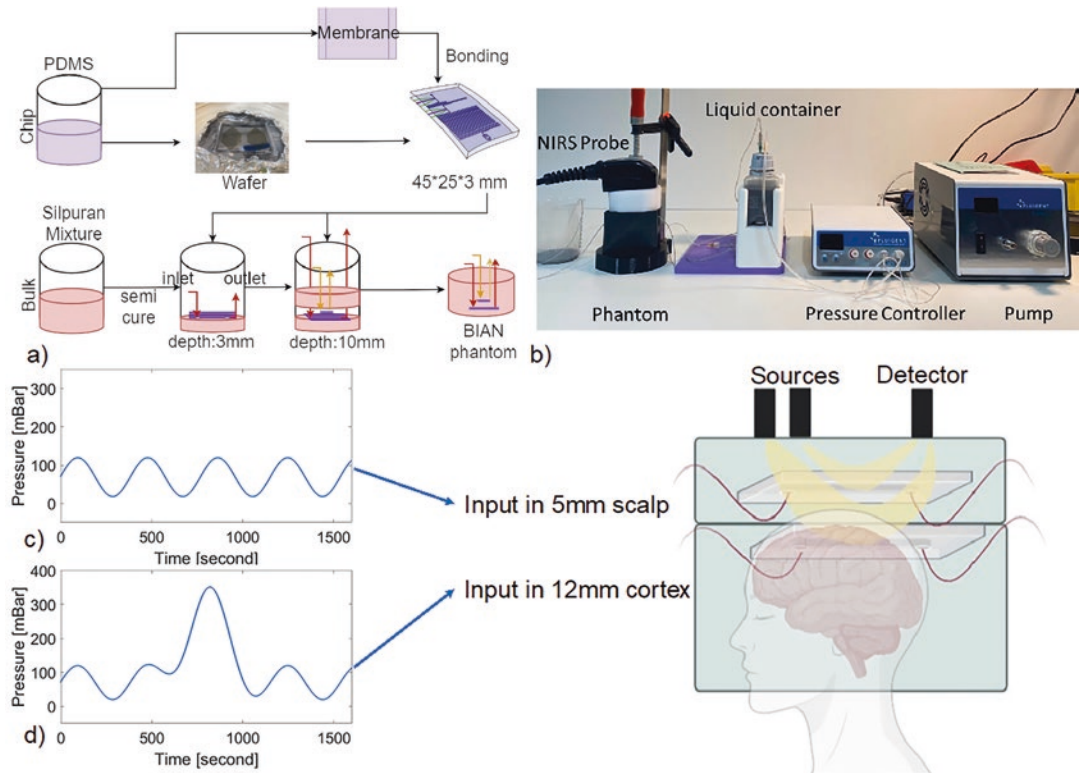 PDMS
Chip
Membrane
Bonding
Wafer
45*25*3 mm
Silpuran
Mixture
Bulk
semi
cure
inlet
outlet
depth:3mm
depth:10mm
BIAN
phantom
a)
NIRS Probe
Liquid container
Phantom
Pressure Controller
Pump
b)
300
200
100
0
Pressure [mBar]
0
500
1000
1500
Time [second]
c)
Input in 5mm scalp
400
300
200
100
0
Pressure [mBar]
0
500
1000
1500
Time [second]
d)
Input in 12mm cortex
Sources
Detector